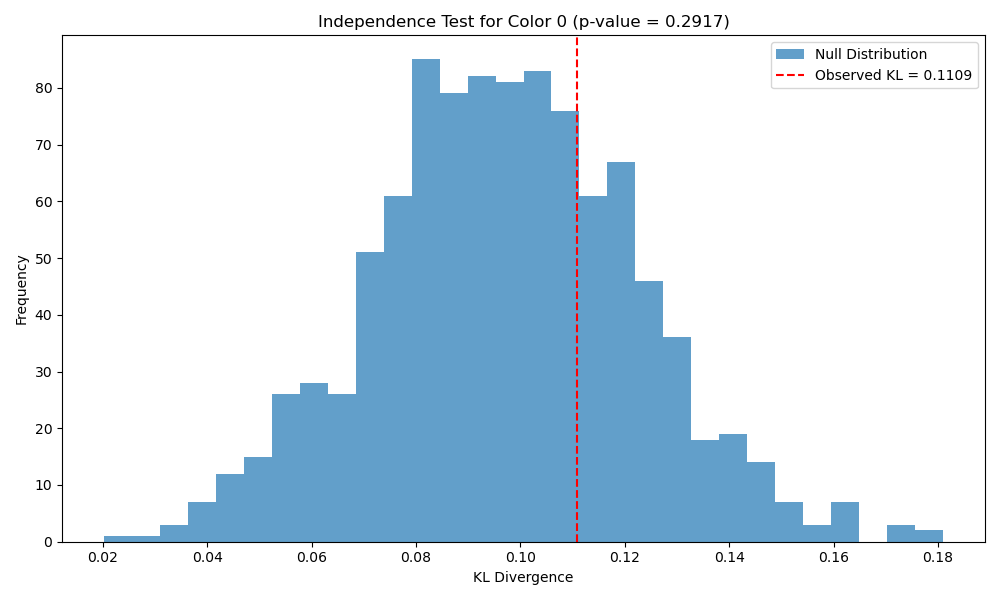 Independence Test for Color 0 (p-value = 0.2917)
Null Distribution
Observed KL = 0.1109
Frequency
80
70
60
50
40
30
20
10
0
0.02 0.04 0.06 0.08 0.10 0.12 0.14 0.16 0.18
KL Divergence